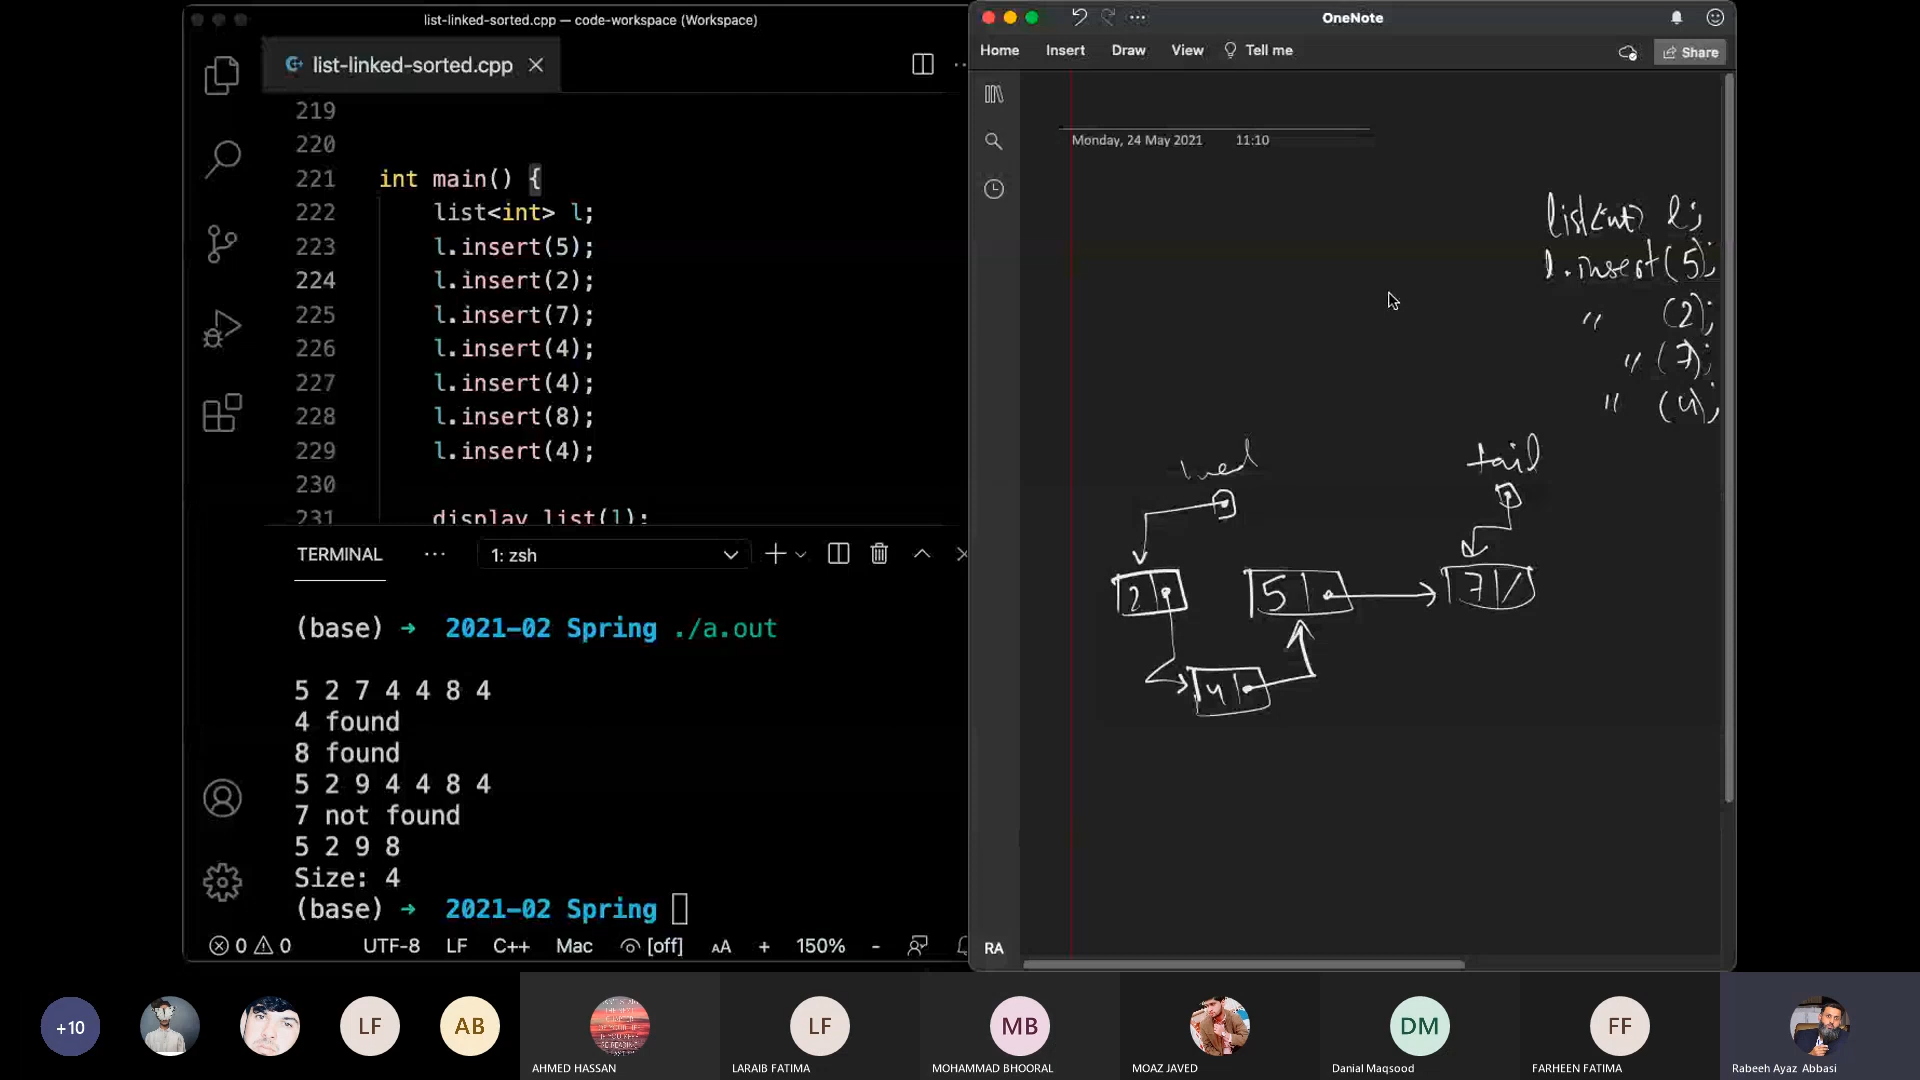 list-linked-sorted.cpp — code-workspace (Workspace)
list-linked-sorted.cpp
219
220
221 int main() {
222 list<int> l;
223 l.insert(5);
224 l.insert(2);
225 l.insert(7);
226 l.insert(4);
227 l.insert(4);
228 l.insert(8);
229 l.insert(4);
230
231 display_list(l);
TERMINAL ··· 1: zsh
(base) → 2021-02 Spring ./a.out
5 2 7 4 4 8 4
4 found
8 found
5 2 9 4 4 8 4
7 not found
5 2 9 8
Size: 4
(base) → 2021-02 Spring
0 0 UTF-8 LF C++ Mac [off] AA + 150% -
OneNote
Home Insert Draw View Tell me Share
Monday, 24 May 2021 11:10
list(int) l;
l.insert(5);
" (2);
" (7);
" (4);
head tail
2 5 7
4
RA
+10 LF AB LF MB DM FF
AHMED HASSAN LARAIB FATIMA MOHAMMAD BHOORAL MOAZ JAVED Danial Maqsood FARHEEN FATIMA Rabeeh Ayaz Abbasi